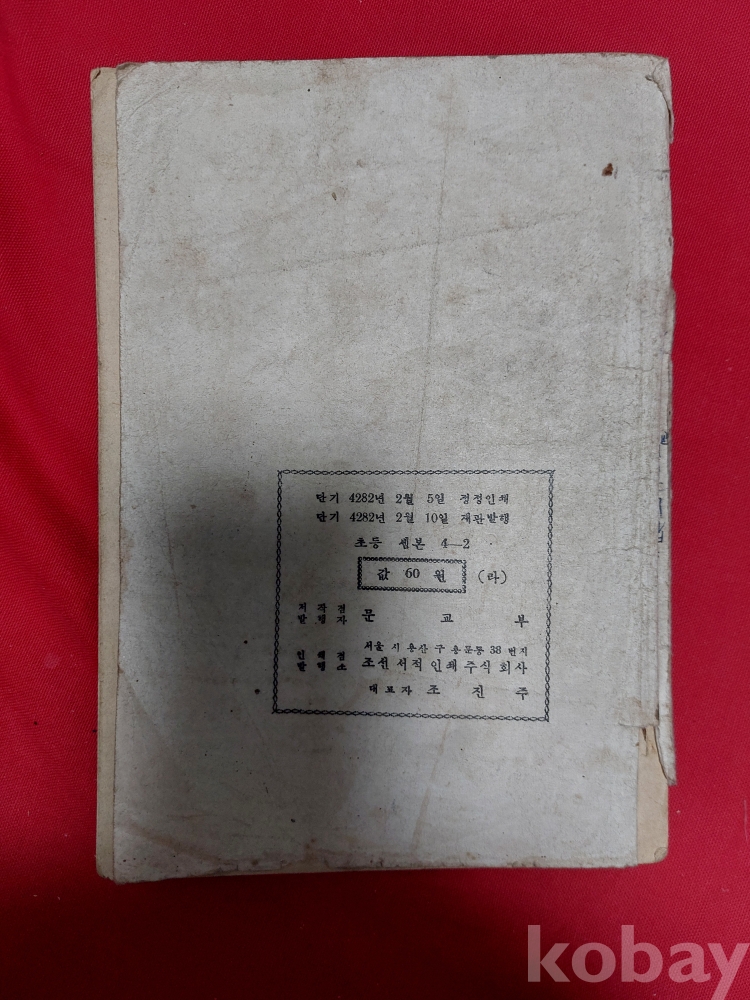 단기 4282년 2월 5일 정정인쇄
단기 4282년 2월 10일 재판발행
초등 셈본 4—2
값 60 원 (라)
저작겸
발행자 문교부
서울 시 용산 구 용문동 38 번지
인쇄겸
발행소 조선 서적 인쇄 주식 회사
대표자 조진주
kobay